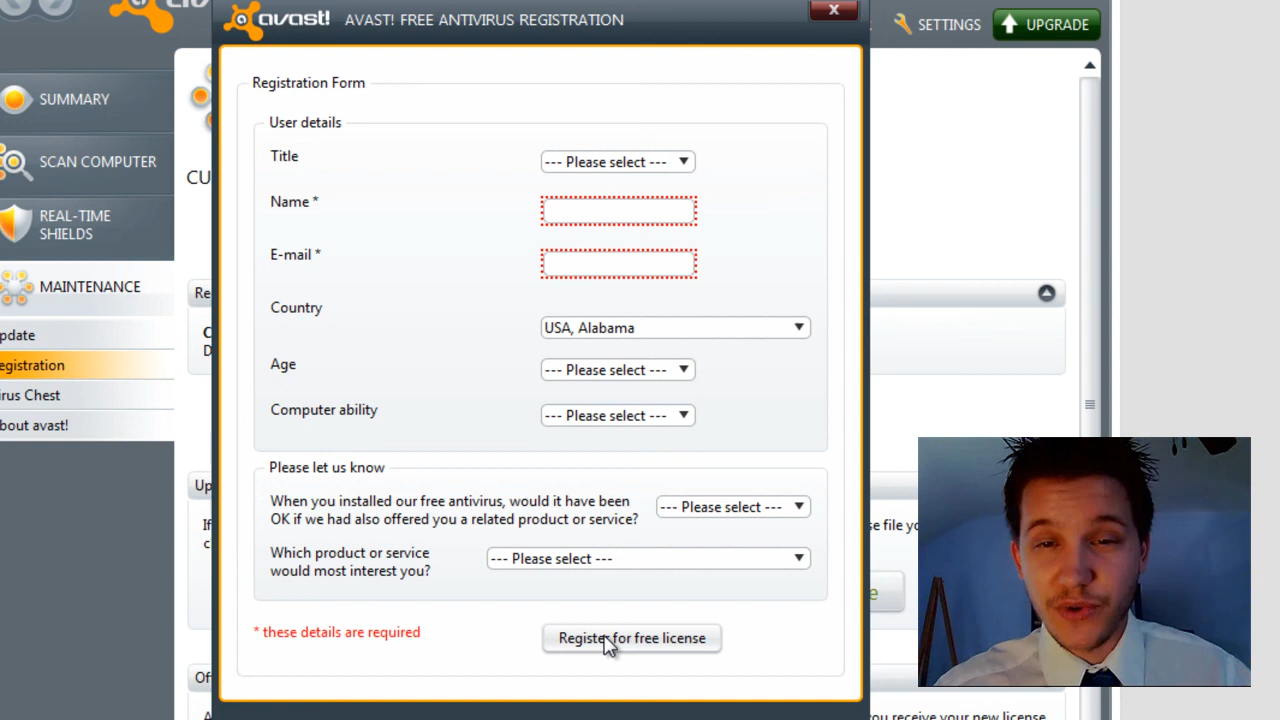 avast! AVAST! FREE ANTIVIRUS REGISTRATION
SETTINGS
UPGRADE
SUMMARY
SCAN COMPUTER
REAL-TIME
SHIELDS
MAINTENANCE
pdate
egistration
irus Chest
bout avast!
CU
Re
C
D
Up
If
c
Of
A
Registration Form
User details
Title
--- Please select ---
Name *
E-mail *
Country
USA, Alabama
Age
--- Please select ---
Computer ability
--- Please select ---
Please let us know
When you installed our free antivirus, would it have been
OK if we had also offered you a related product or service?
--- Please select ---
Which product or service
would most interest you?
--- Please select ---
* these details are required
Register for free license
se file you
e
ou receive your new license